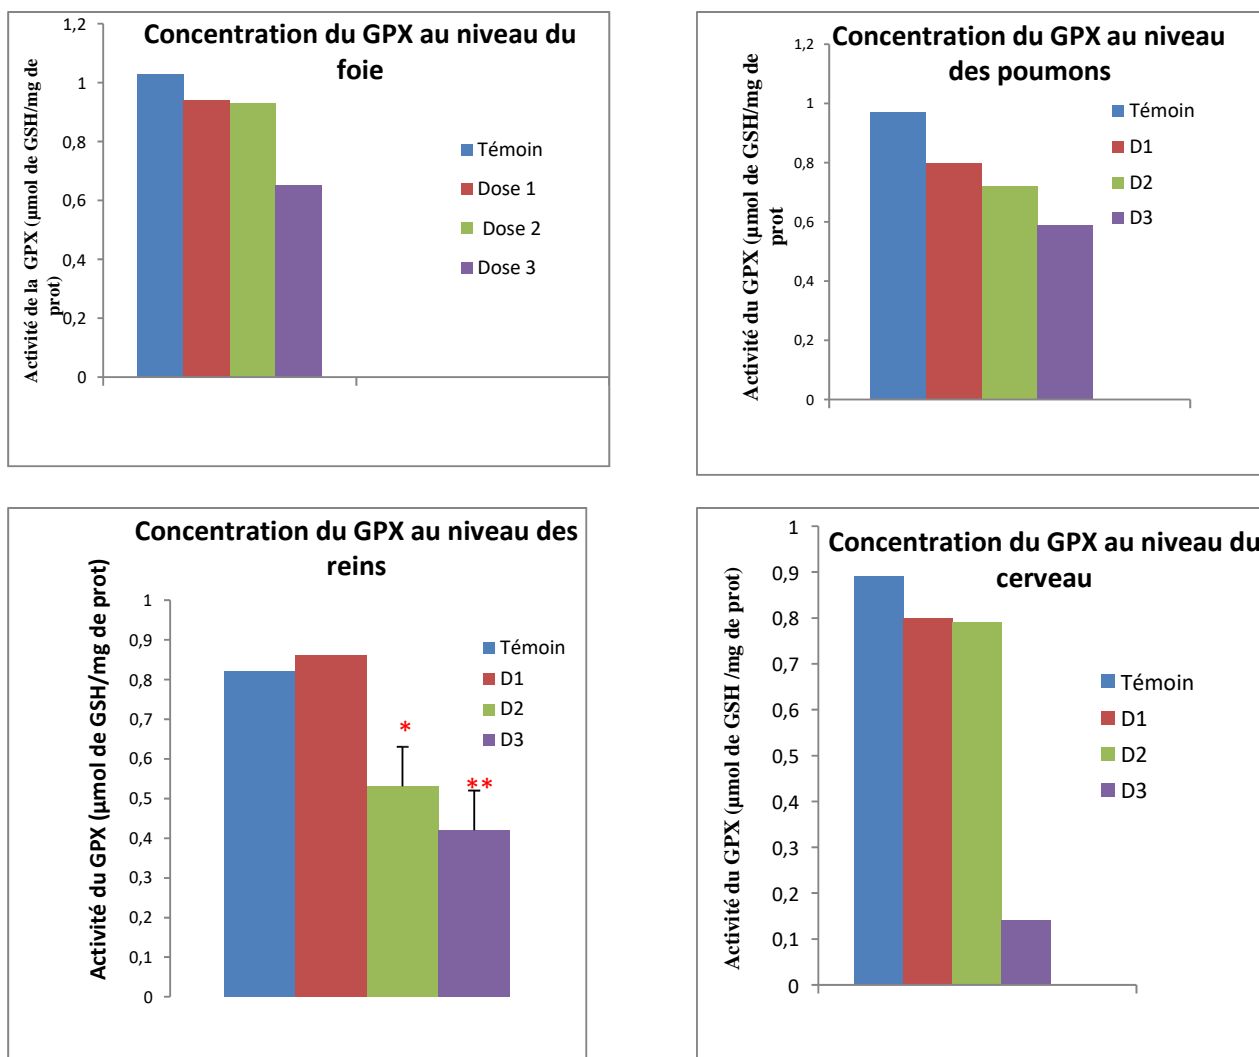 Concentration du GPX au niveau du
foie
Activité de la GPX (µmol de GSH/mg de
prot)
1,2
1
0,8
0,6
0,4
0,2
0
Témoin
Dose 1
Dose 2
Dose 3
Concentration du GPX au niveau
des poumons
Activité du GPX (µmol de GSH/mg de
prot
1,2
1
0,8
0,6
0,4
0,2
0
Témoin
D1
D2
D3
Concentration du GPX au niveau des
reins
Activité du GPX (µmol de GSH/mg de prot)
1
0,9
0,8
0,7
0,6
0,5
0,4
0,3
0,2
0,1
0
*
**
Témoin
D1
D2
D3
Concentration du GPX au niveau du
cerveau
Activité du GPX (µmol de GSH /mg de prot)
1
0,9
0,8
0,7
0,6
0,5
0,4
0,3
0,2
0,1
0
Témoin
D1
D2
D3